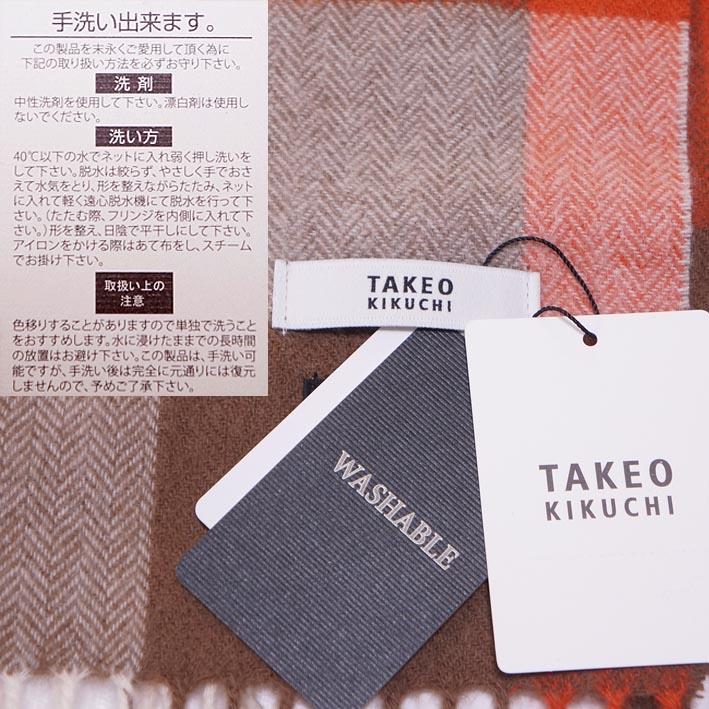 手洗い出来ます。
この製品を末永くご愛用して頂く為に
下記の取り扱い方法を必ずお守り下さい。
洗 剤
中性洗剤を使用して下さい。漂白剤は使用し
ないでください。
洗い方
40℃以下の水でネットに入れ弱く押し洗いを
して下さい。脱水は絞らず、やさしく手でおさ
えて水気をとり、形を整えながらたたみ、ネット
に入れて軽く遠心脱水機にて脱水を行って下
さい。(たたむ際、フリンジを内側に入れて下
さい。)形を整え、日陰で平干しにして下さい。
アイロンをかける際はあて布をし、スチーム
でお掛け下さい。
取扱い上の
注意
色移りすることがありますので単独で洗うこと
をおすすめします。水に浸けたままでの長時間
の放置はお避け下さい。この製品は、手洗い可
能ですが、手洗い後は完全に元通りには復元
しませんので、予めご了承下さい。
TAKEO
KIKUCHI
WASHABLE
TAKEO
KIKUCHI